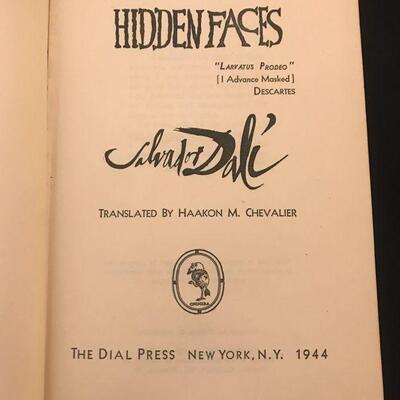 HIDDEN FACES
"LARVATUS PRODEO"
[I ADVANCE MASKED]
DESCARTES
Salvador Dalí
TRANSLATED BY HAAKON M. CHEVALIER
CHIMERA
THE DIAL PRESS NEW YORK, N.Y. 1944